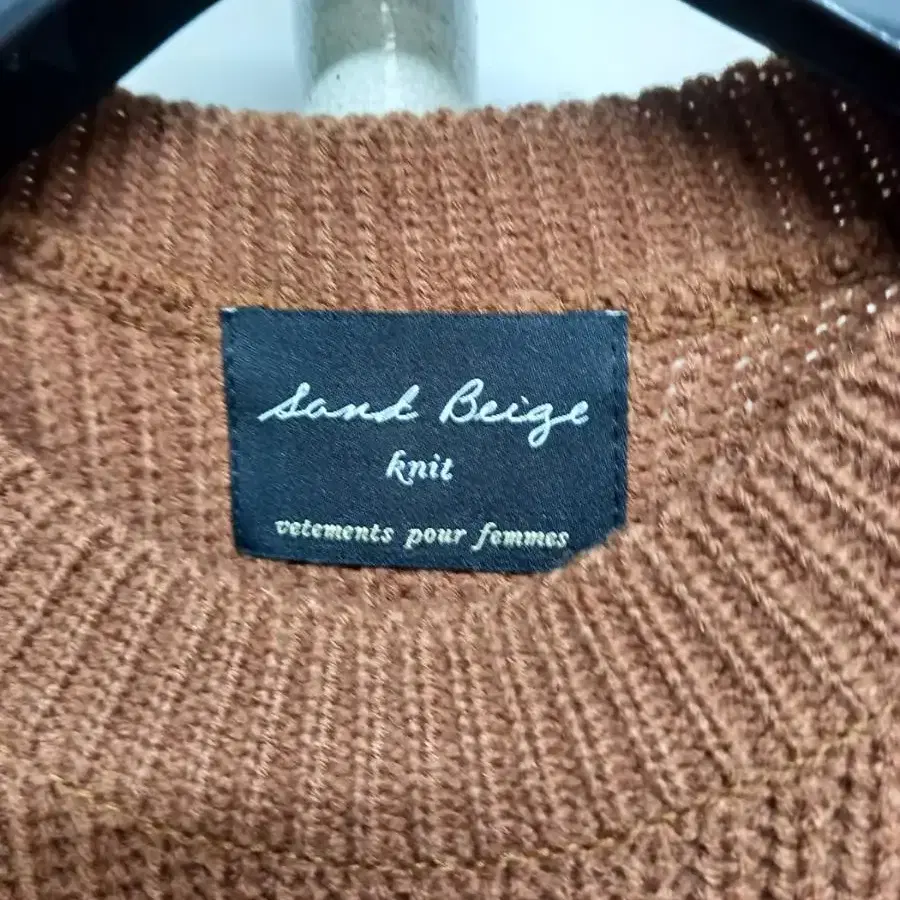 Sand Beige
knit
vetements pour femmes